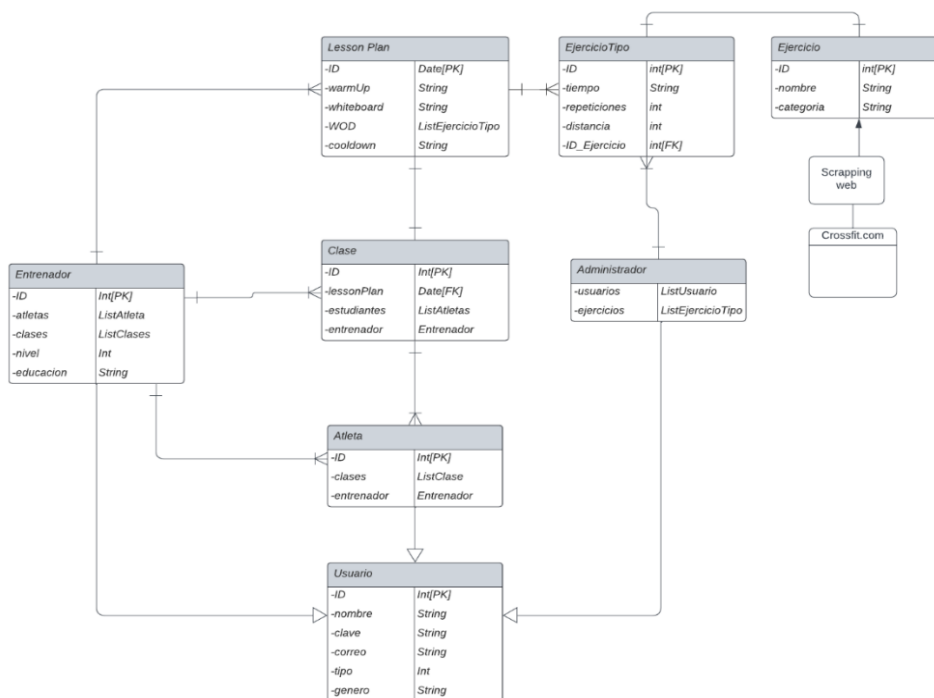 Lesson Plan
-ID Date[PK]
-warmUp String
-whiteboard String
-WOD ListEjercicioTipo
-cooldown String
EjercicioTipo
-ID int[PK]
-tiempo String
-repeticiones int
-distancia int
-ID_Ejercicio int[FK]
Ejercicio
-ID int[PK]
-nombre String
-categoria String
Scrapping
web
Crossfit.com
Entrenador
-ID Int[PK]
-atletas ListAtleta
-clases ListClases
-nivel Int
-educacion String
Clase
-ID Int[PK]
-lessonPlan Date[FK]
-estudiantes ListAtletas
-entrenador Entrenador
Administrador
-usuarios ListUsuario
-ejercicios ListEjercicioTipo
Atleta
-ID Int[PK]
-clases ListClase
-entrenador Entrenador
Usuario
-ID Int[PK]
-nombre String
-clave String
-correo String
-tipo Int
-genero String